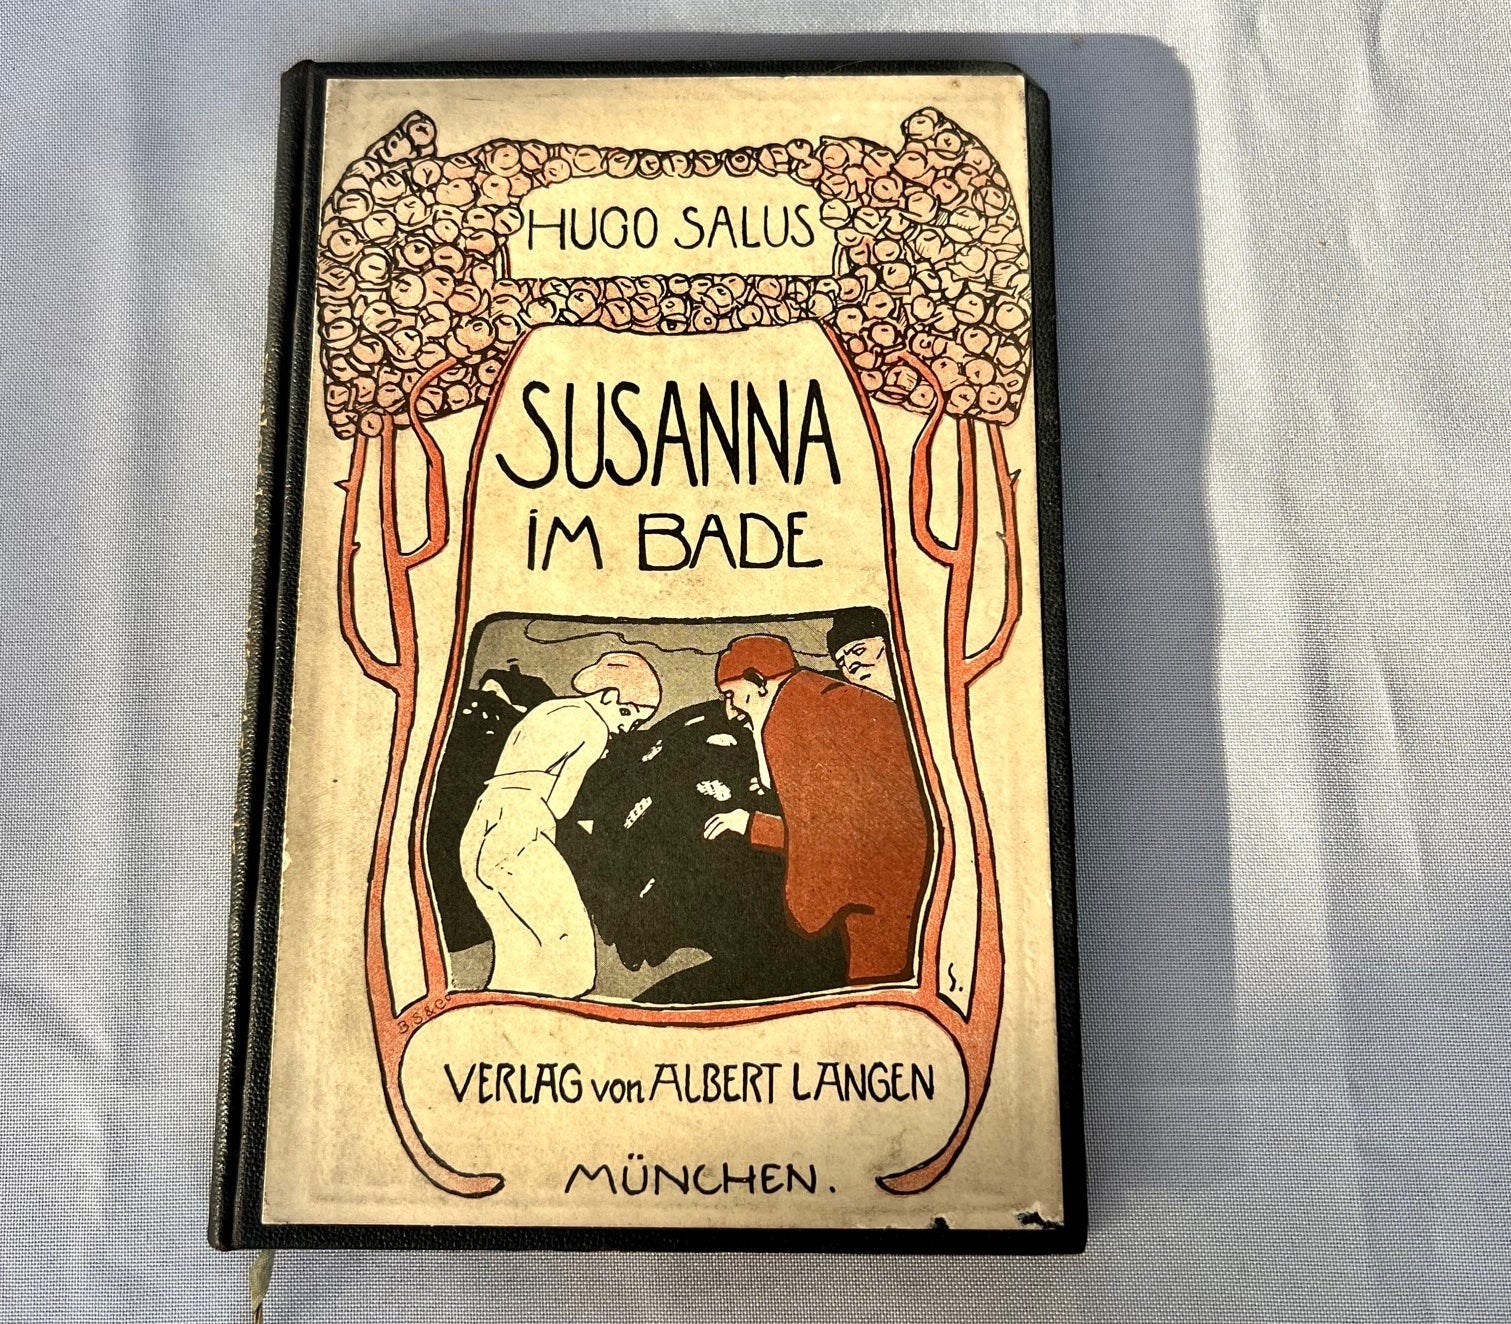 HUGO SALUS
SUSANNA
iM BADE
S.
B.S.&C.
VERLAG von ALBERT LANGEN
MÜNCHEN.